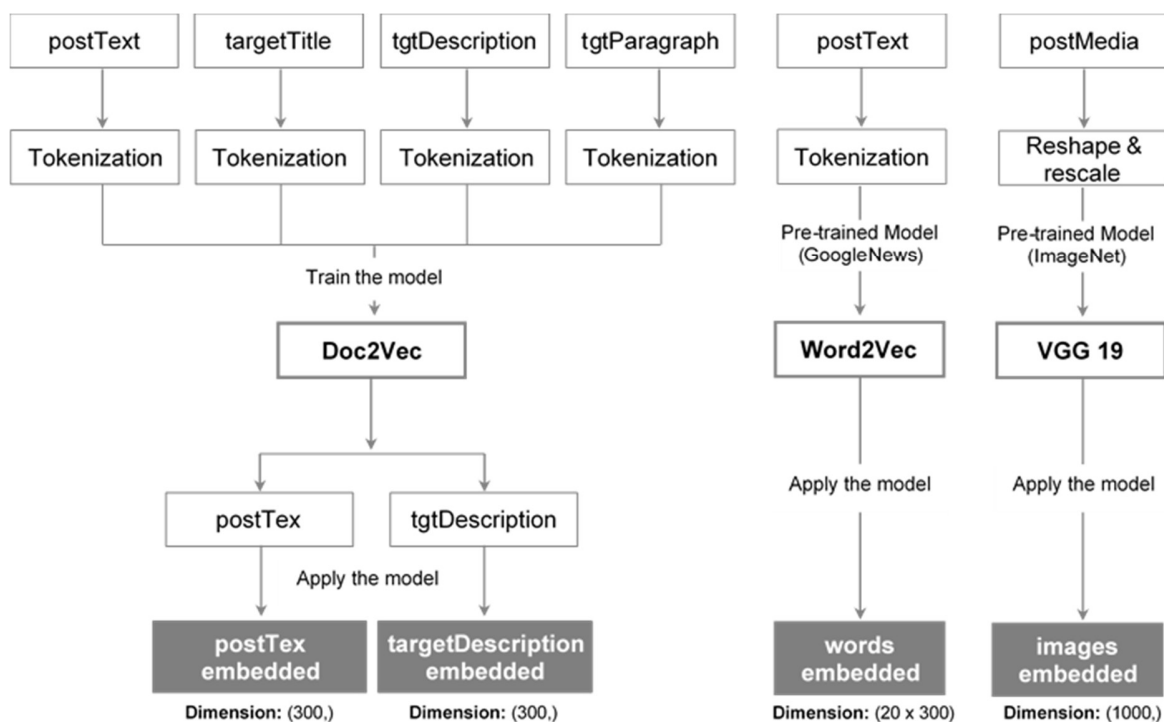 postText
targetTitle
tgtDescription
tgtParagraph
postText
postMedia
Tokenization
Tokenization
Tokenization
Tokenization
Tokenization
Reshape &
rescale
Train the model
Pre-trained Model
(GoogleNews)
Pre-trained Model
(ImageNet)
Doc2Vec
Word2Vec
VGG 19
postTex
tgtDescription
Apply the model
Apply the model
Apply the model
postTex
embedded
targetDescription
embedded
words
embedded
images
embedded
Dimension: (300,)
Dimension: (300,)
Dimension: (20 x 300)
Dimension: (1000,)